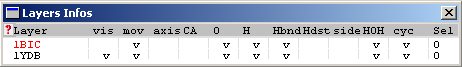 Layers Infos
? Layer vis mov axis CA O H Hbnd Hdst side HOH cyc Sel
1BIC v v v v v v 0
1YDB v v v v v v v 0